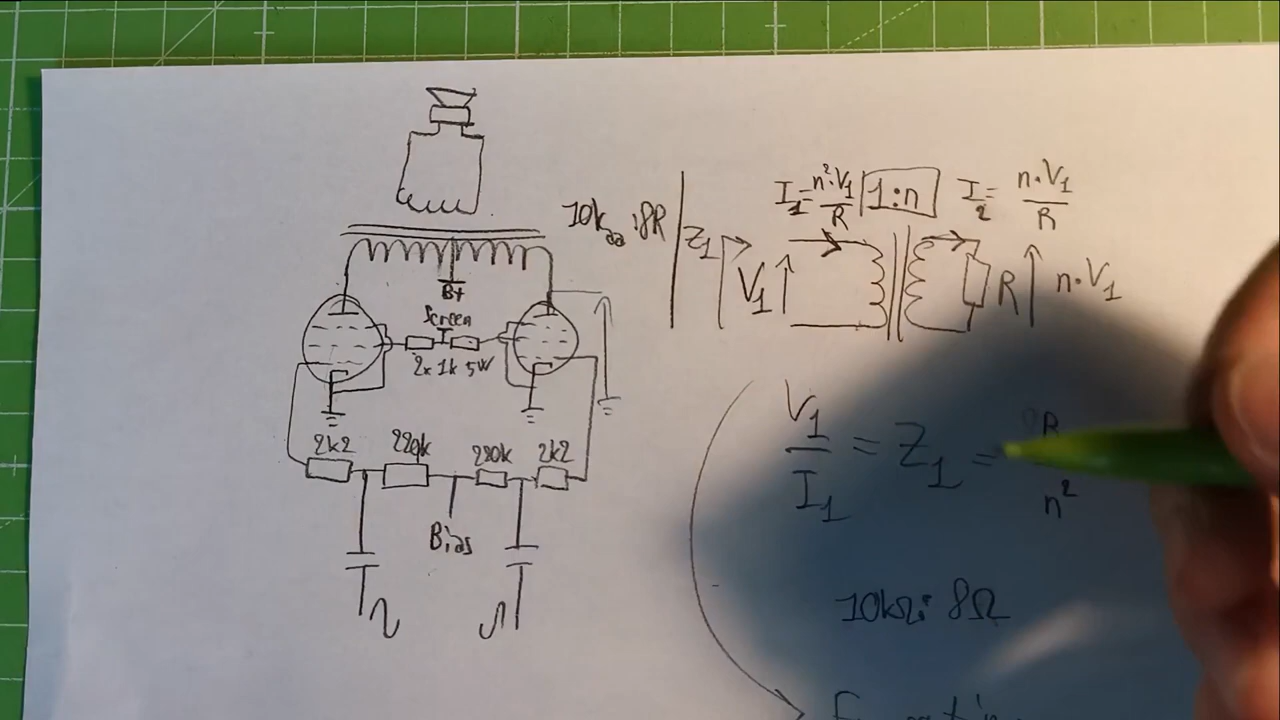 10kaa:8R
B+
Screen
2x 1k 5W
2k2
220k
220k
2k2
Bias
I1 = n²·V1/R
1:n
I2 = n·V1/R
Z1
V1
R
n·V1
V1/I1 = Z1 = R/n²
10kΩ: 8Ω